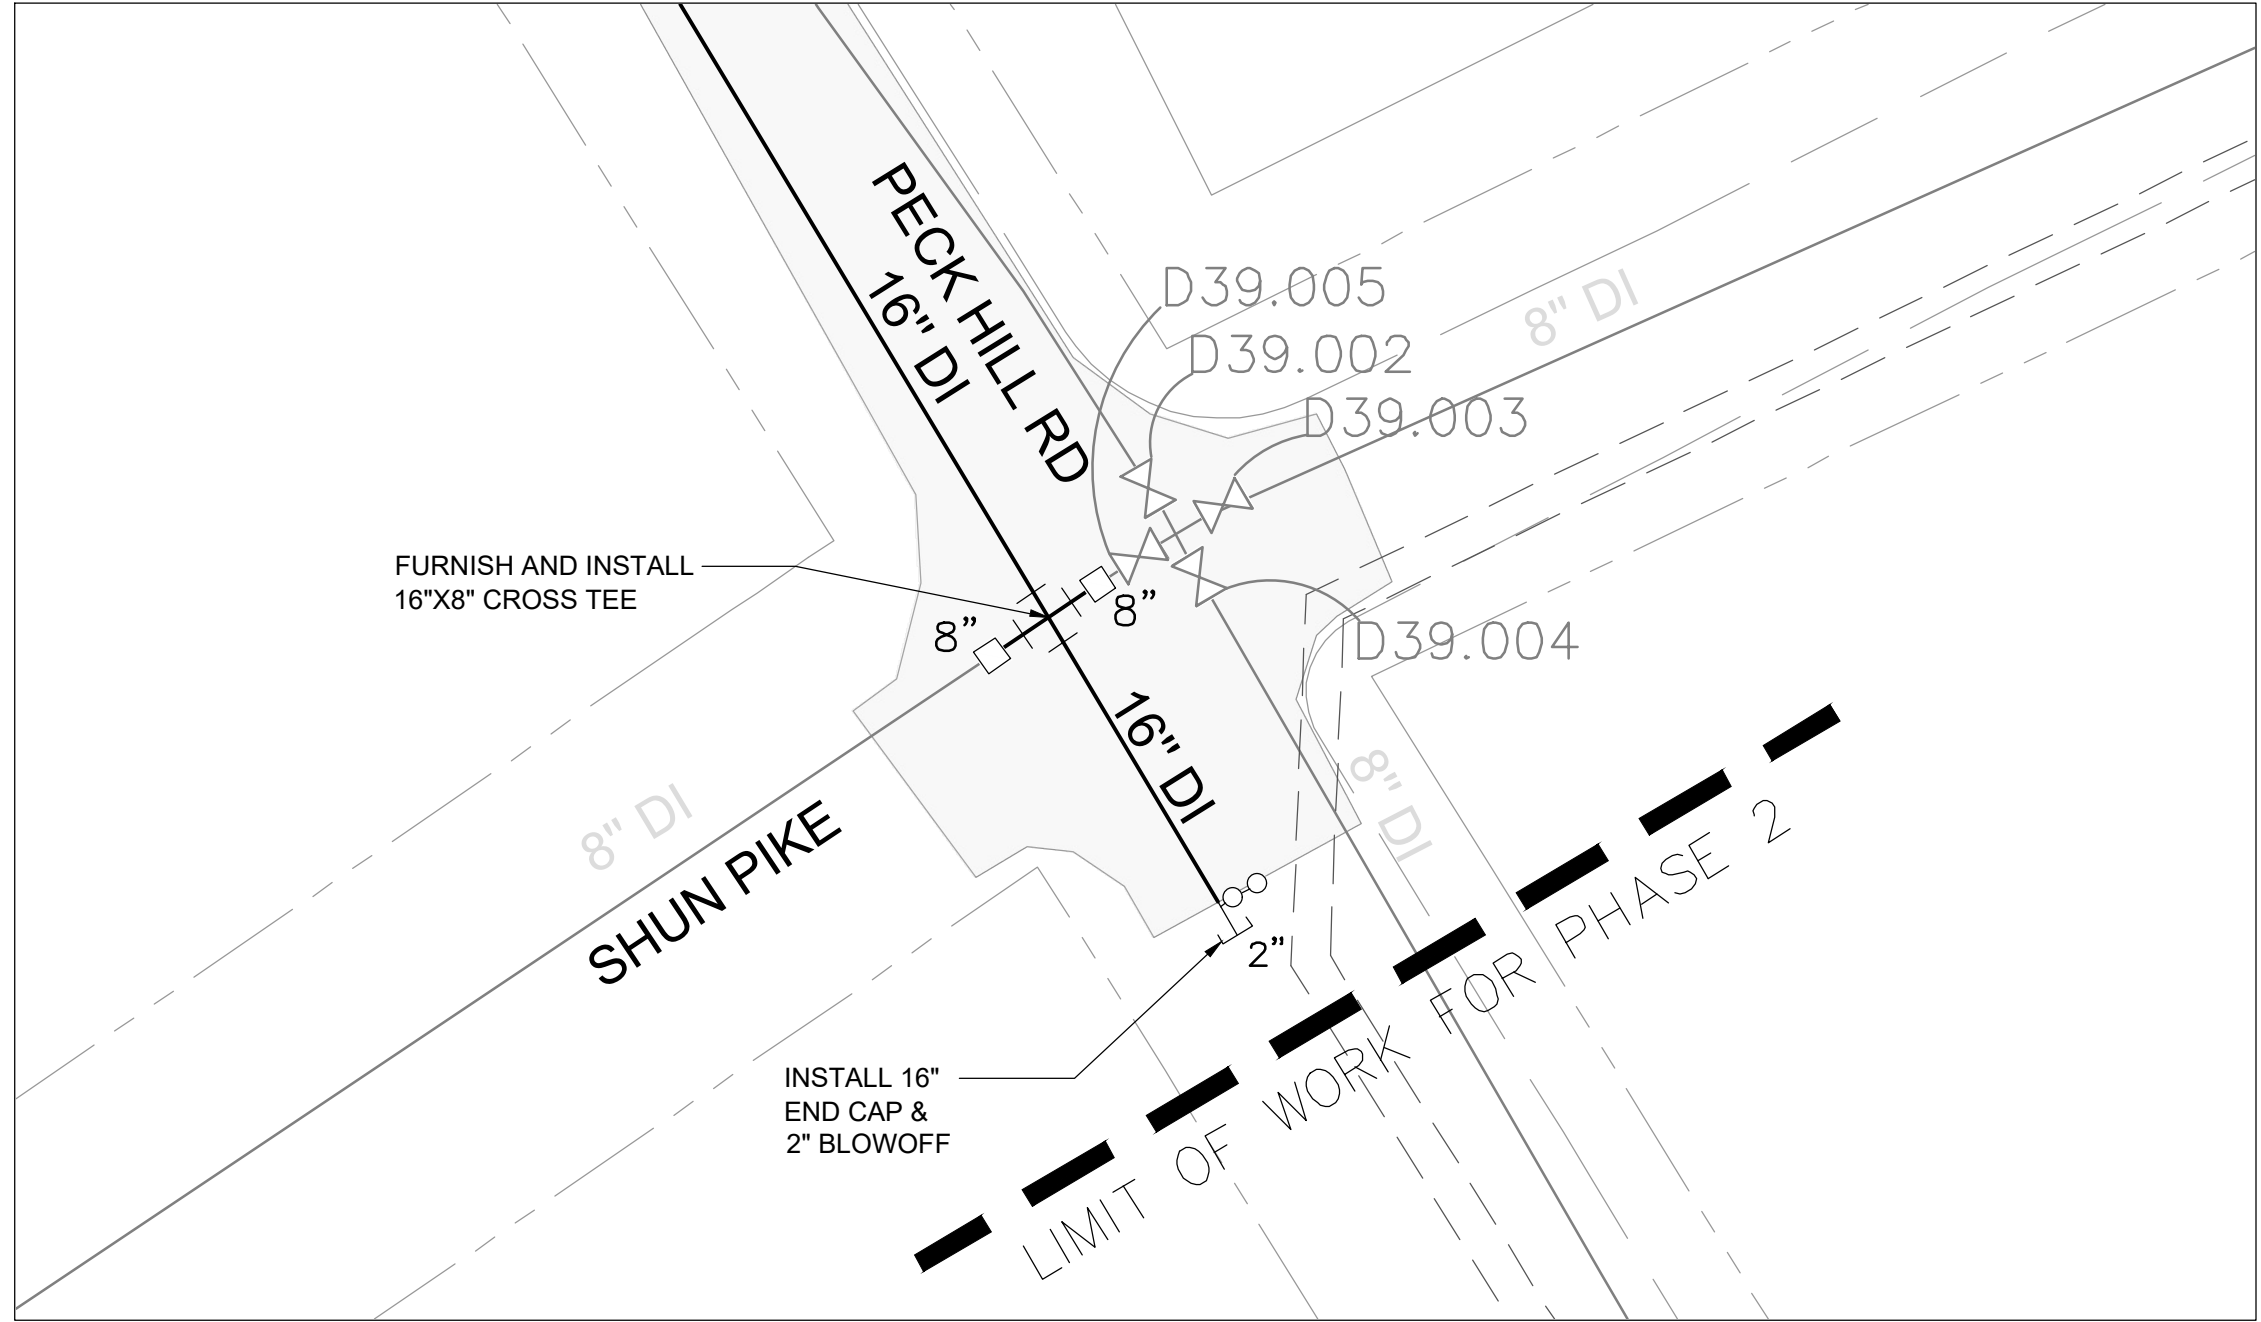 PECK HILL RD
16" DI
D39.005
D39.002
D39.003
8" DI
FURNISH AND INSTALL
16"X8" CROSS TEE
8”
8”
D39.004
16" DI
8" DI
8" DI
SHUN PIKE
2”
INSTALL 16"
END CAP &
2" BLOWOFF
LIMIT OF WORK FOR PHASE 2